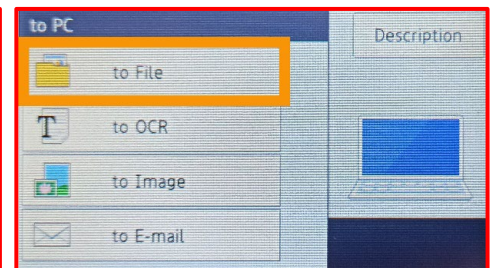 to PC
Description
to File
T
to OCR
to Image
to E-mail